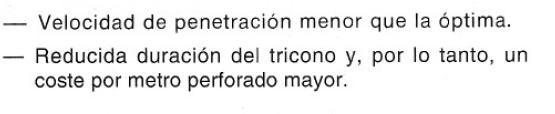 — Velocidad de penetración menor que la óptima.
— Reducida duración del tricono y, por lo tanto, un
coste por metro perforado mayor.